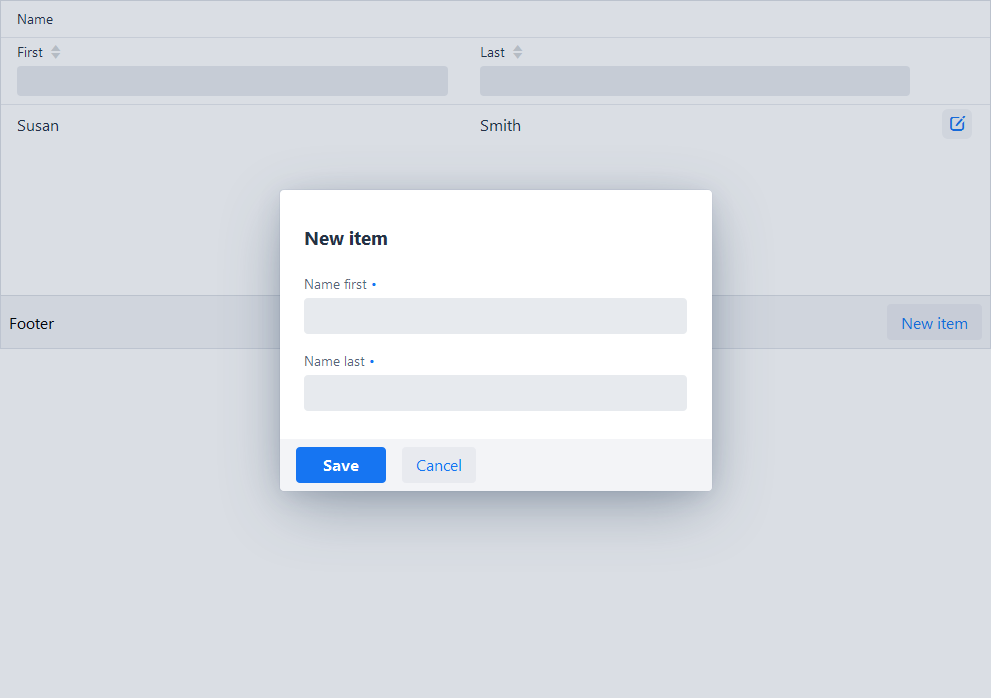 Name
First
Last
Susan
Smith
New item
Name first •
Name last •
Footer
New item
Save
Cancel